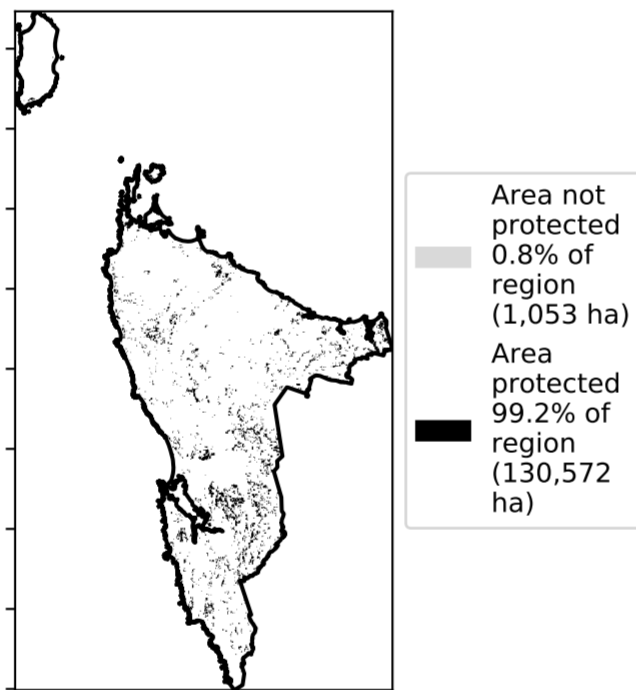 Area not
protected
0.8% of
region
(1,053 ha)
Area
protected
99.2% of
region
(130,572
ha)